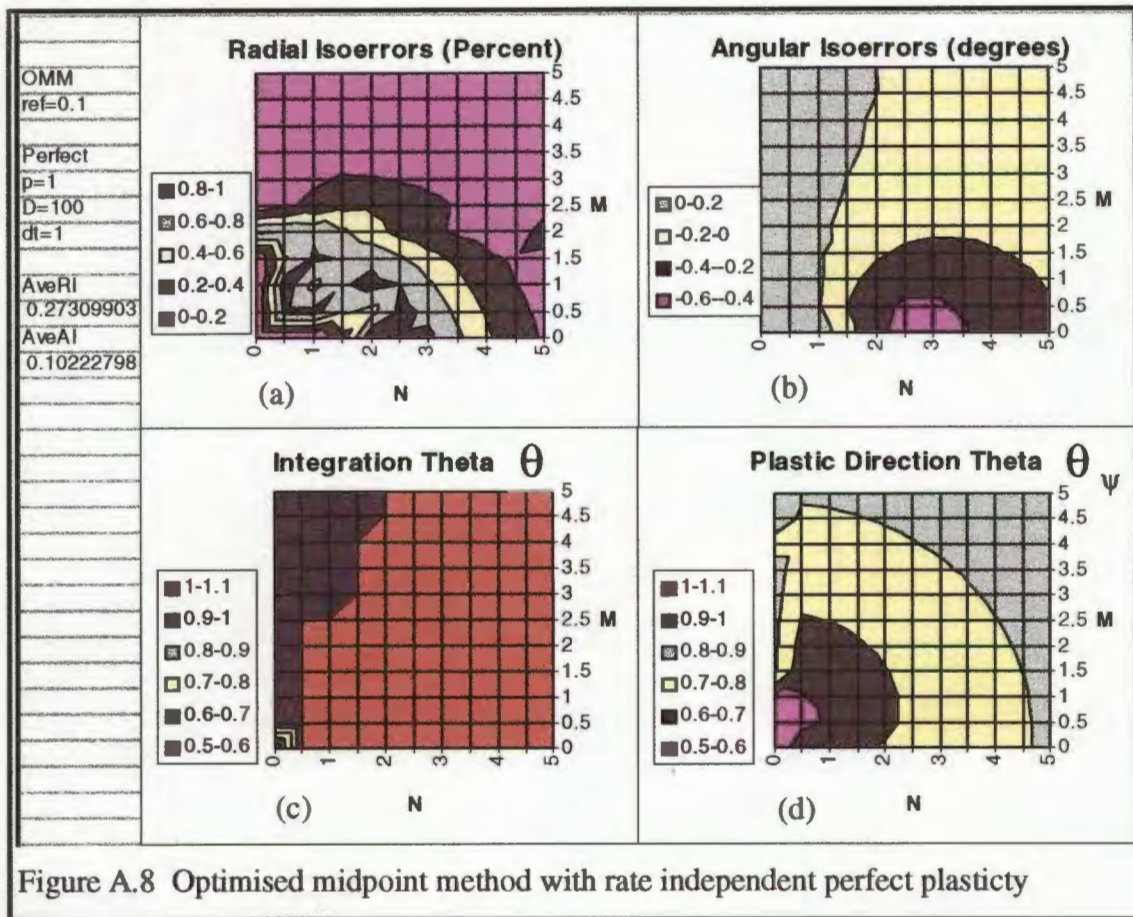 OMM
ref=0.1
Perfect
p=1
D=100
dt=1
AveRI
0.27309903
AveAI
0.10222798
Radial Isoerrors (Percent)
0.8-1
0.6-0.8
0.4-0.6
0.2-0.4
0-0.2
5
4.5
4
3.5
3
2.5
2
1.5
1
0.5
0
M
0 1 2 3 4 5
(a)
N
Angular Isoerrors (degrees)
0-0.2
-0.2-0
-0.4--0.2
-0.6--0.4
5
4.5
4
3.5
3
2.5
2
1.5
1
0.5
0
M
0 1 2 3 4 5
(b)
N
Integration Theta θ
1-1.1
0.9-1
0.8-0.9
0.7-0.8
0.6-0.7
0.5-0.6
5
4.5
4
3.5
3
2.5
2
1.5
1
0.5
0
M
0 1 2 3 4 5
(c)
N
Plastic Direction Theta θψ
1-1.1
0.9-1
0.8-0.9
0.7-0.8
0.6-0.7
0.5-0.6
5
4.5
4
3.5
3
2.5
2
1.5
1
0.5
0
M
0 1 2 3 4 5
(d)
N
Figure A.8 Optimised midpoint method with rate independent perfect plasticty